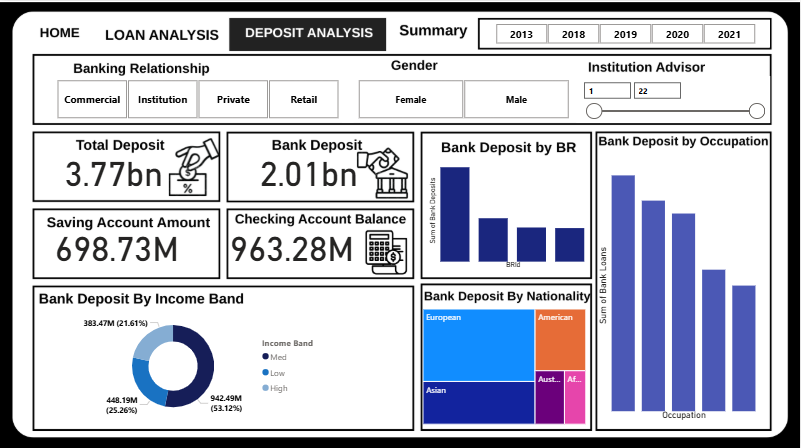 HOME
LOAN ANALYSIS
DEPOSIT ANALYSIS
Summary
2013
2018
2019
2020
2021
Banking Relationship
Gender
Institution Advisor
Commercial
Institution
Private
Retail
Female
Male
1
22
Total Deposit
3.77bn
%
$
Bank Deposit
2.01bn
Saving Account Amount
698.73M
Checking Account Balance
963.28M
$
Bank Deposit by BR
Sum of Bank Deposits
BRId
Bank Deposit by Occupation
Sum of Bank Loans
Occupation
Bank Deposit By Income Band
383.47M (21.61%)
448.19M
(25.26%)
942.49M
(53.12%)
Income Band
Med
Low
High
Bank Deposit By Nationality
European
American
Asian
Aust...
Af...